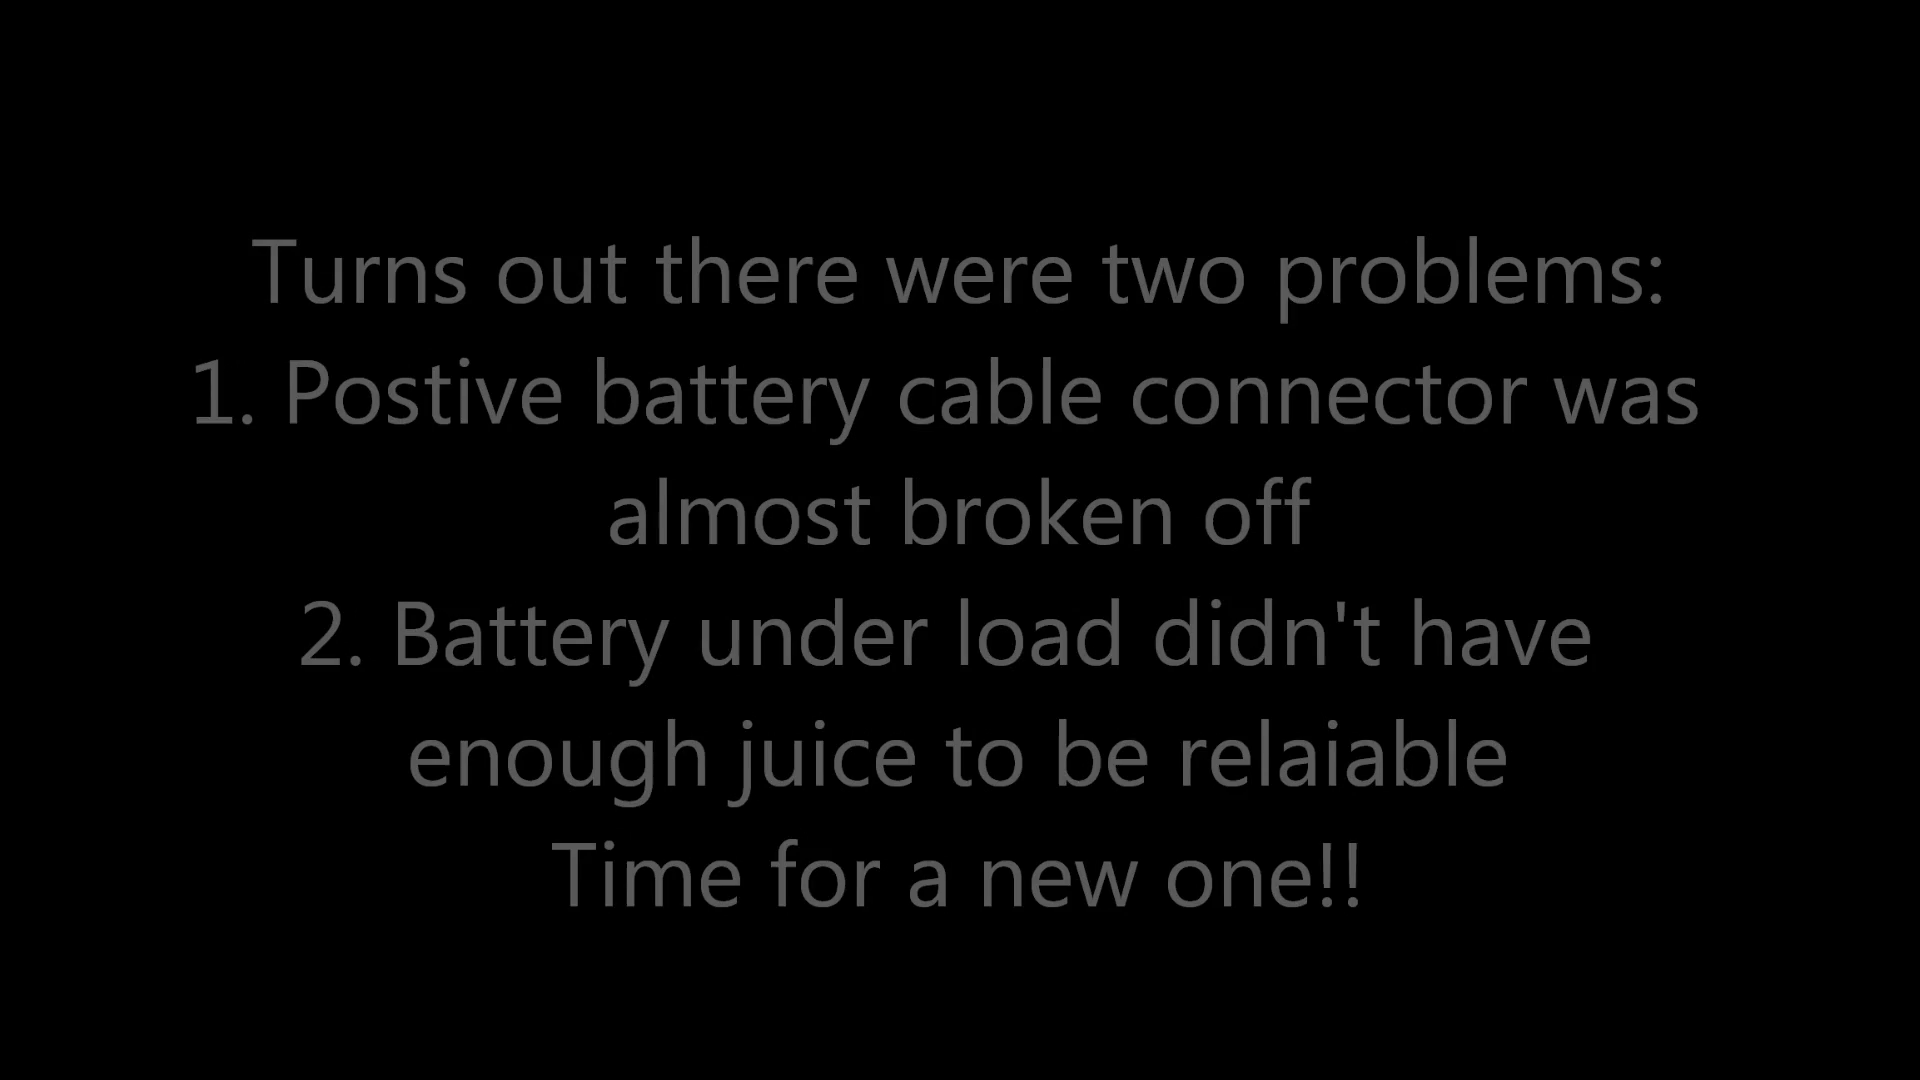 Turns out there were two problems:
1. Postive battery cable connector was
almost broken off
2. Battery under load didn't have
enough juice to be relaiable
Time for a new one!!